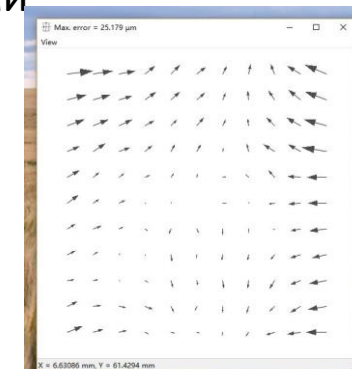 Max. error = 25.179 μm
View
X = 6.63086 mm, Y = 61.4294 mm